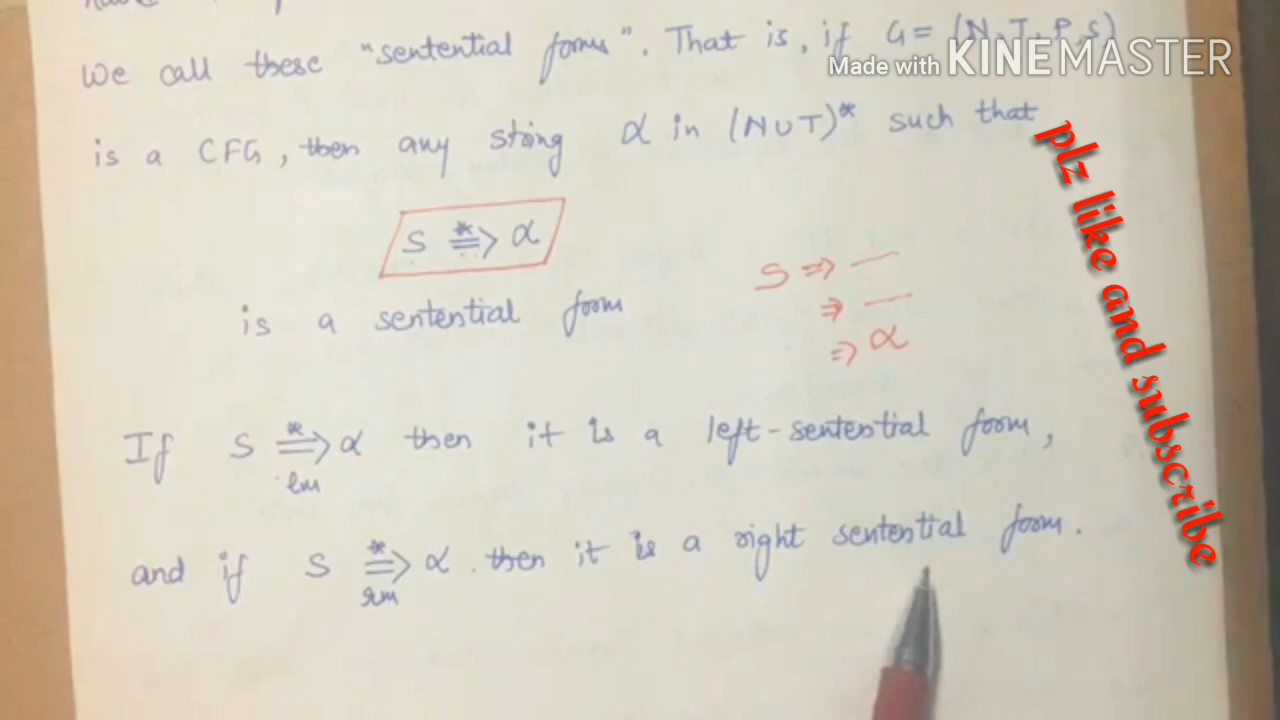 We call these "sentential forms". That is, if G = (N, T, P, S)
Made with KINEMASTER
is a CFG, then any string α in (N∪T)* such that
S *⇒ α
is a sentential form
S ⇒ —
⇒ —
⇒ α
If S *⇒ α then it is a left-sentential form,
lm
and if S *⇒ α . then it is a right sentential form.
rm
plz like and subscribe